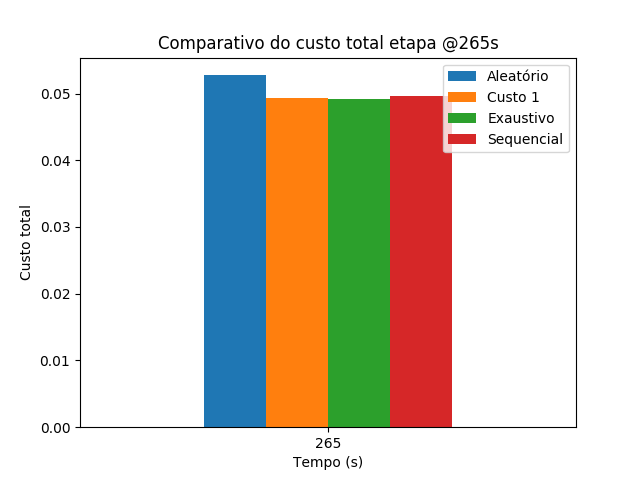 Comparativo do custo total etapa @265s
Aleatório
Custo 1
Exaustivo
Sequencial
Custo total
0.05
0.04
0.03
0.02
0.01
0.00
265
Tempo (s)